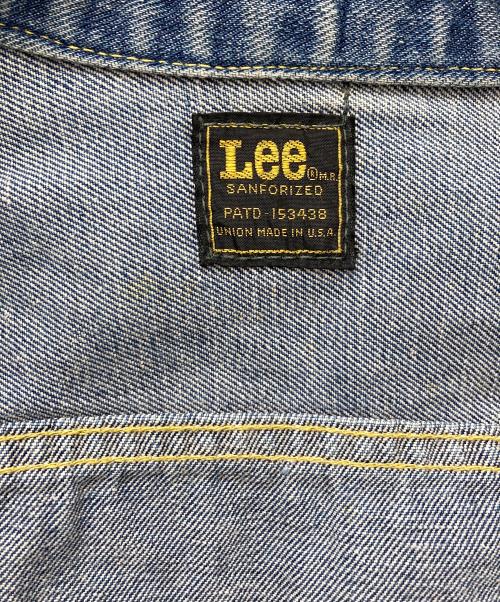 Lee ® M.R.
SANFORIZED
PATD-153438
UNION MADE IN U.S.A.